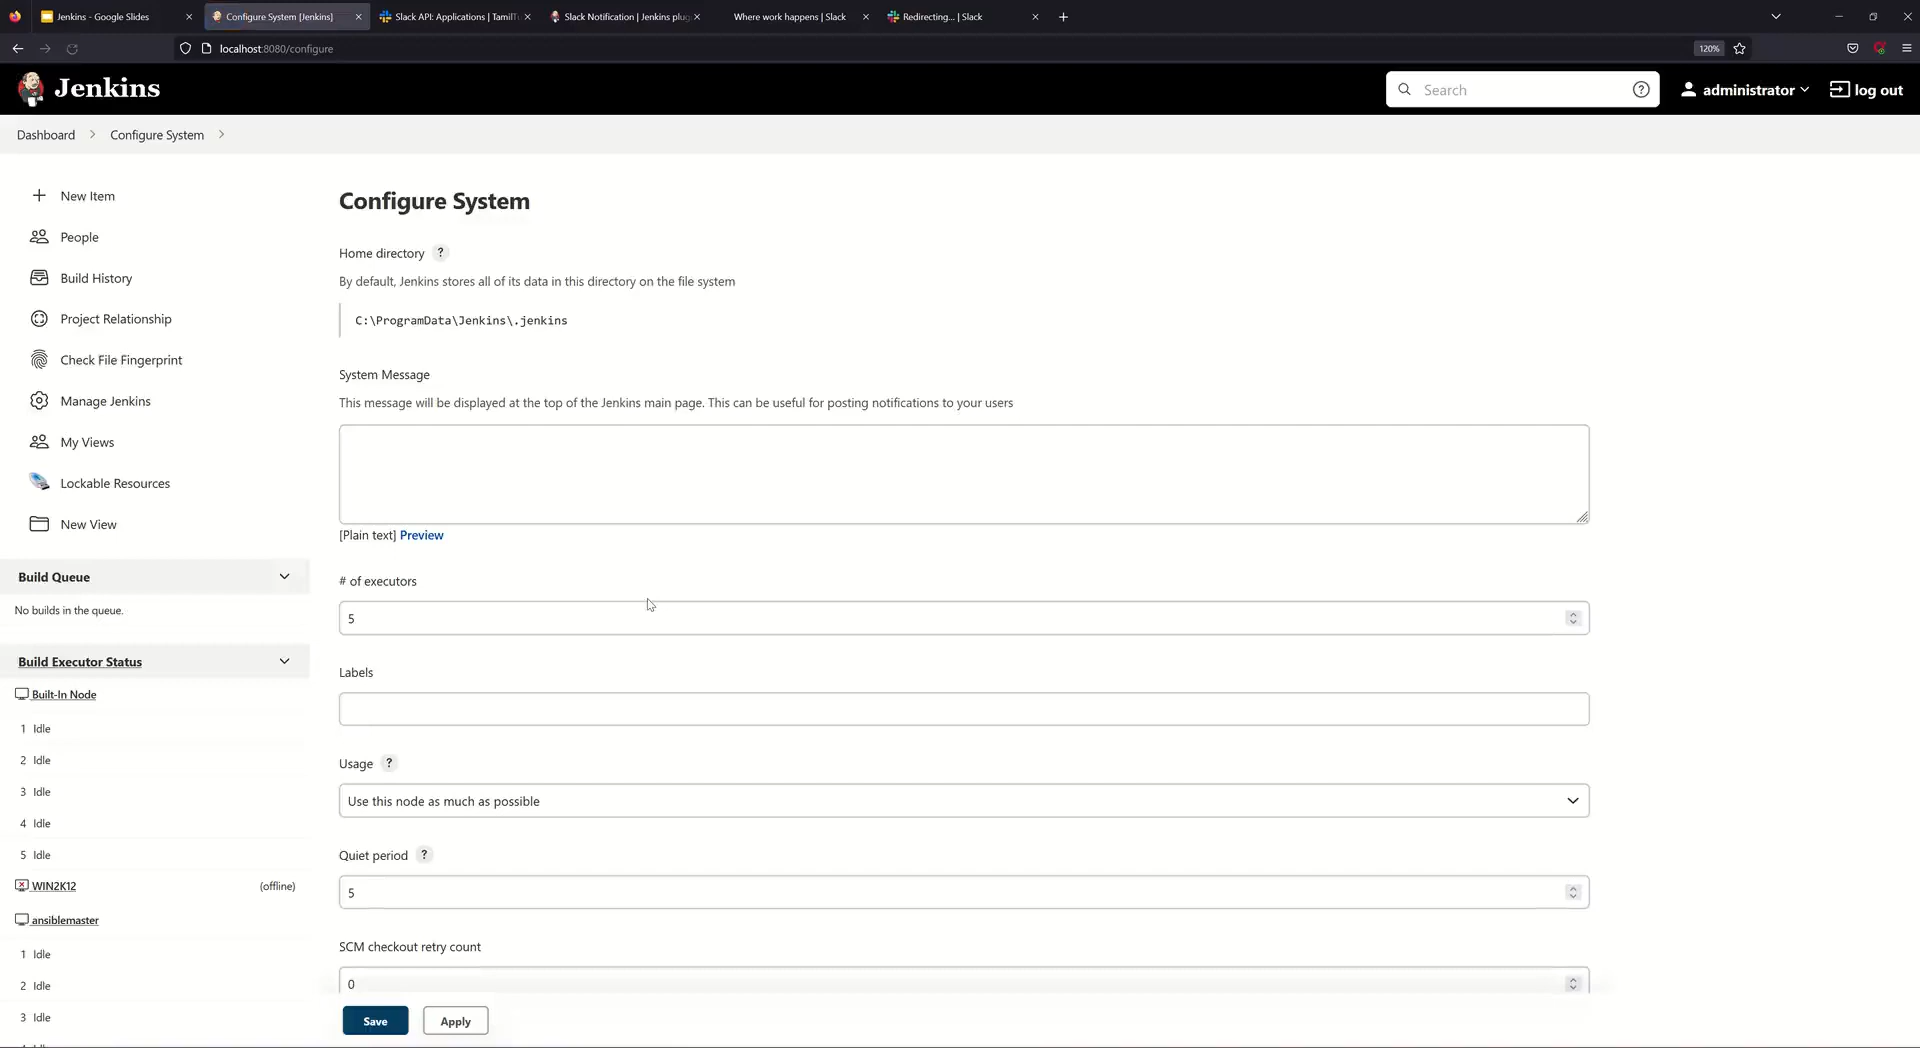 Jenkins - Google Slides
Configure System [Jenkins]
Slack API: Applications | TamilT
Slack Notification | Jenkins plug
Where work happens | Slack
Redirecting... | Slack
localhost:8080/configure
120%
Jenkins
Search
administrator
log out
Dashboard
Configure System
New Item
People
Build History
Project Relationship
Check File Fingerprint
Manage Jenkins
My Views
Lockable Resources
New View
Build Queue
No builds in the queue.
Build Executor Status
Built-In Node
1 Idle
2 Idle
3 Idle
4 Idle
5 Idle
WIN2K12 (offline)
ansiblemaster
1 Idle
2 Idle
3 Idle
Configure System
Home directory ?
By default, Jenkins stores all of its data in this directory on the file system
C:\ProgramData\Jenkins\.jenkins
System Message
This message will be displayed at the top of the Jenkins main page. This can be useful for posting notifications to your users
[Plain text] Preview
# of executors
5
Labels
Usage ?
Use this node as much as possible
Quiet period ?
5
SCM checkout retry count
0
Save
Apply